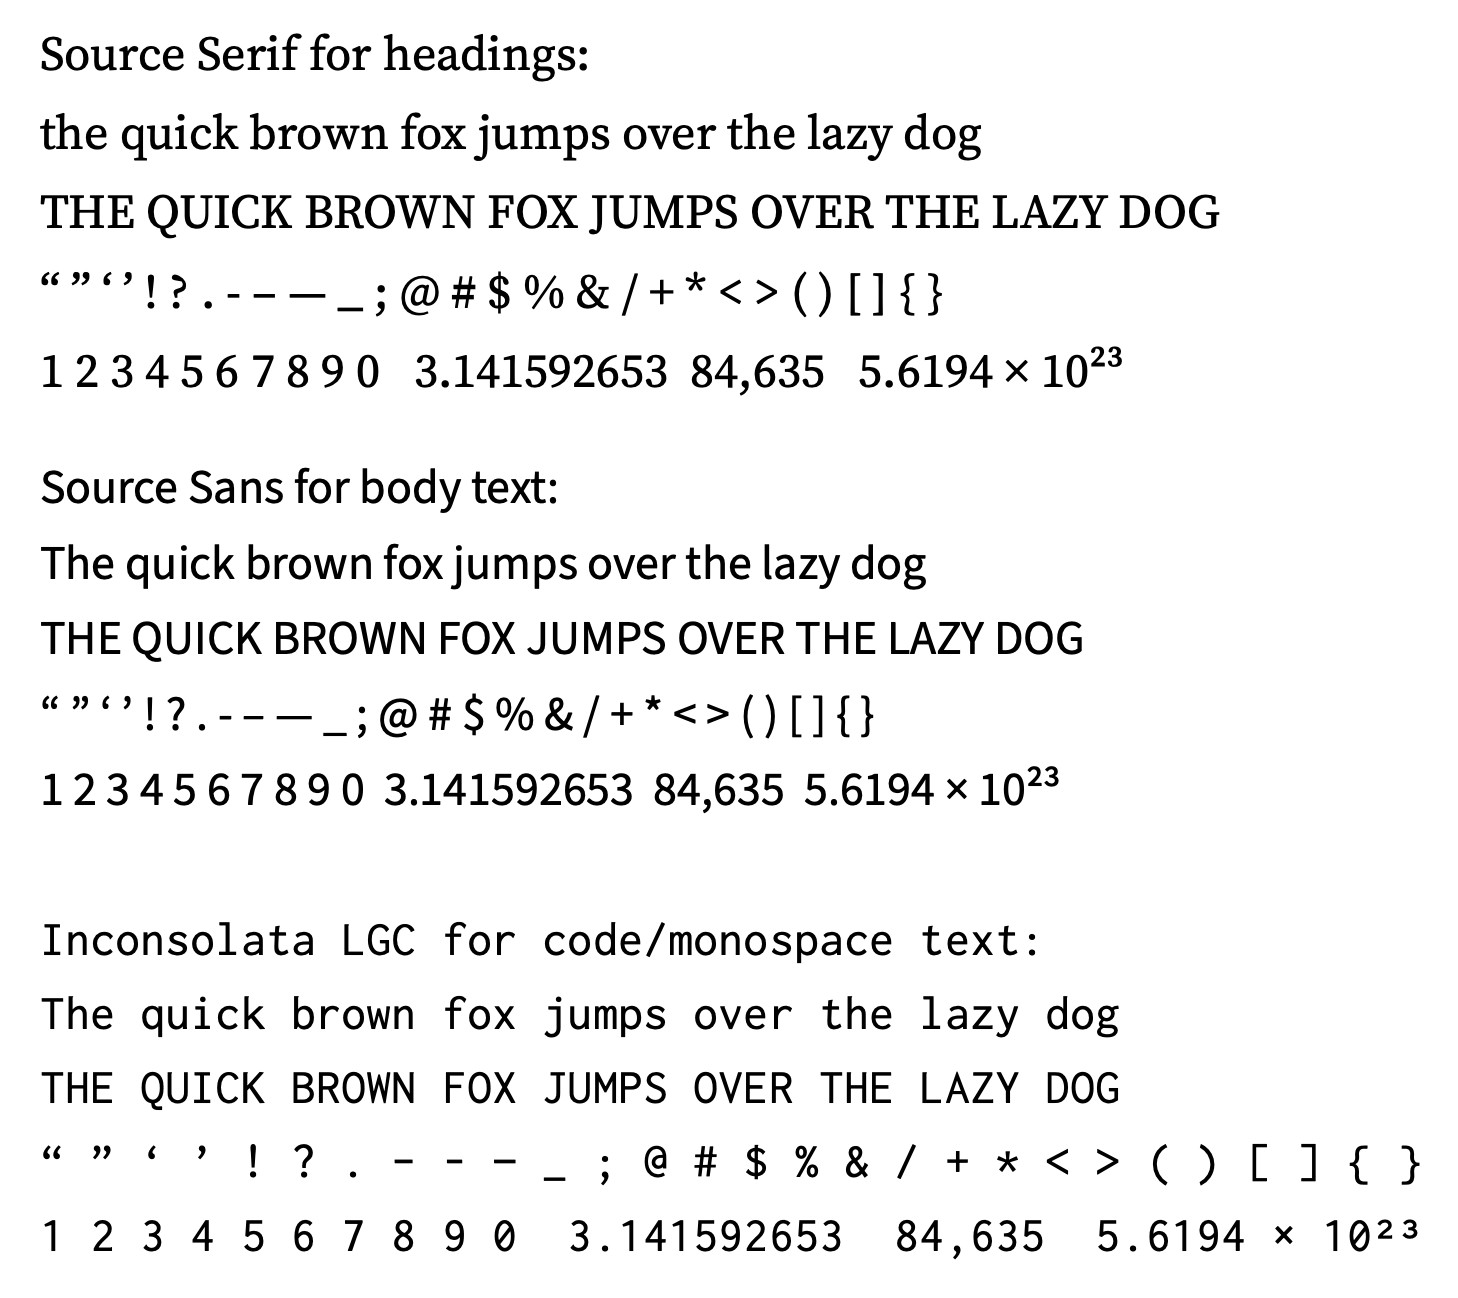 Source Serif for headings:
the quick brown fox jumps over the lazy dog
THE QUICK BROWN FOX JUMPS OVER THE LAZY DOG
“ ” ‘ ’ ! ? . - – — _ ; @ # $ % & / + * < > ( ) [ ] { }
1 2 3 4 5 6 7 8 9 0 3.141592653 84,635 5.6194 × 10²³
Source Sans for body text:
The quick brown fox jumps over the lazy dog
THE QUICK BROWN FOX JUMPS OVER THE LAZY DOG
“ ” ‘ ’ ! ? . - – — _ ; @ # $ % & / + * < > ( ) [ ] { }
1 2 3 4 5 6 7 8 9 0 3.141592653 84,635 5.6194 × 10²³
Inconsolata LGC for code/monospace text:
The quick brown fox jumps over the lazy dog
THE QUICK BROWN FOX JUMPS OVER THE LAZY DOG
“ ” ‘ ’ ! ? . - – — _ ; @ # $ % & / + * < > ( ) [ ] { }
1 2 3 4 5 6 7 8 9 0 3.141592653 84,635 5.6194 × 10²³